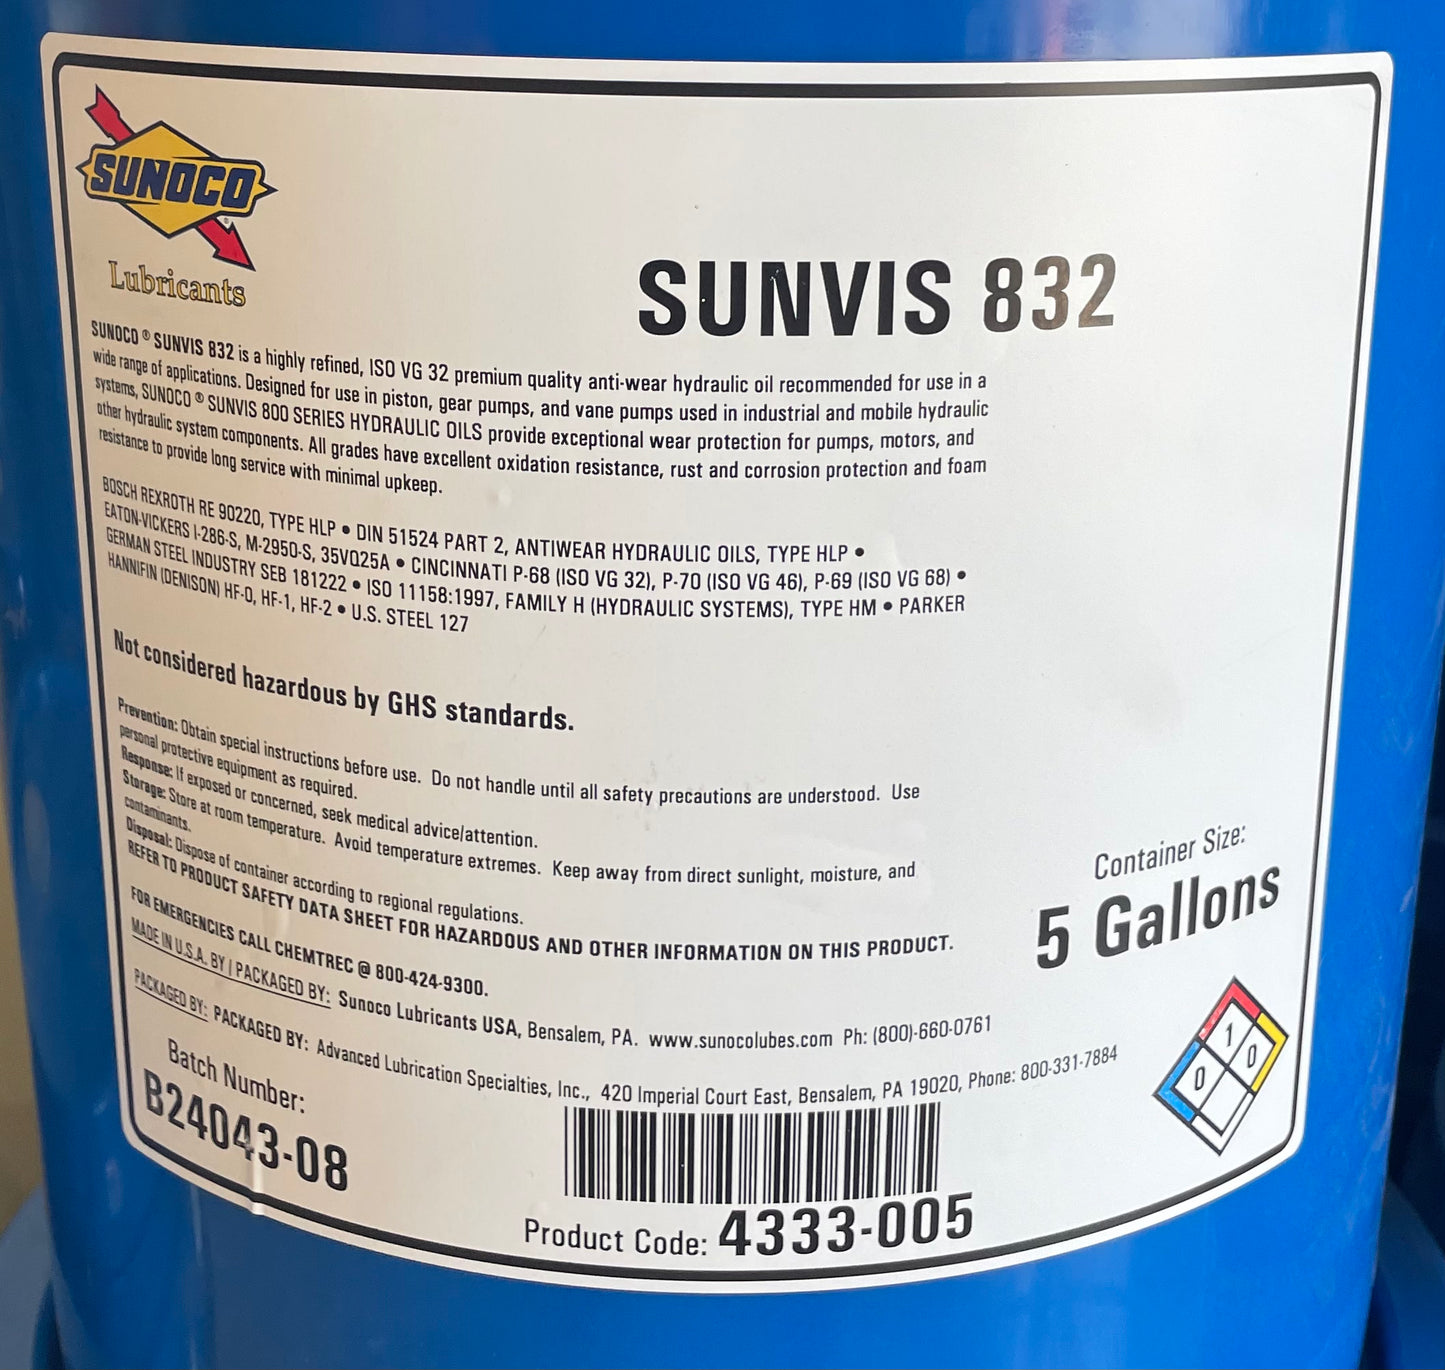 SUNOCO
®
Lubricants
SUNVIS 832
SUNOCO ® SUNVIS 832 is a highly refined, ISO VG 32 premium quality anti-wear hydraulic oil recommended for use in a
wide range of applications. Designed for use in piston, gear pumps, and vane pumps used in industrial and mobile hydraulic
systems, SUNOCO ® SUNVIS 800 SERIES HYDRAULIC OILS provide exceptional wear protection for pumps, motors, and
other hydraulic system components. All grades have excellent oxidation resistance, rust and corrosion protection and foam
resistance to provide long service with minimal upkeep.
BOSCH REXROTH RE 90220, TYPE HLP • DIN 51524 PART 2, ANTIWEAR HYDRAULIC OILS, TYPE HLP •
EATON-VICKERS I-286-S, M-2950-S, 35VQ25A • CINCINNATI P-68 (ISO VG 32), P-70 (ISO VG 46), P-69 (ISO VG 68) •
GERMAN STEEL INDUSTRY SEB 181222 • ISO 11158:1997, FAMILY H (HYDRAULIC SYSTEMS), TYPE HM • PARKER
HANNIFIN (DENISON) HF-0, HF-1, HF-2 • U.S. STEEL 127
Not considered hazardous by GHS standards.
Prevention: Obtain special instructions before use. Do not handle until all safety precautions are understood. Use
personal protective equipment as required.
Response: If exposed or concerned, seek medical advice/attention.
Storage: Store at room temperature. Avoid temperature extremes. Keep away from direct sunlight, moisture, and
contaminants.
Disposal: Dispose of container according to regional regulations.
REFER TO PRODUCT SAFETY DATA SHEET FOR HAZARDOUS AND OTHER INFORMATION ON THIS PRODUCT.
FOR EMERGENCIES CALL CHEMTREC @ 800-424-9300.
MADE IN U.S.A. BY / PACKAGED BY: Sunoco Lubricants USA, Bensalem, PA. www.sunocolubes.com Ph: (800)-660-0761
PACKAGED BY: PACKAGED BY: Advanced Lubrication Specialties, Inc., 420 Imperial Court East, Bensalem, PA 19020, Phone: 800-331-7884
Container Size:
5 Gallons
1
0
0
Batch Number:
B24043-08
Product Code: 4333-005